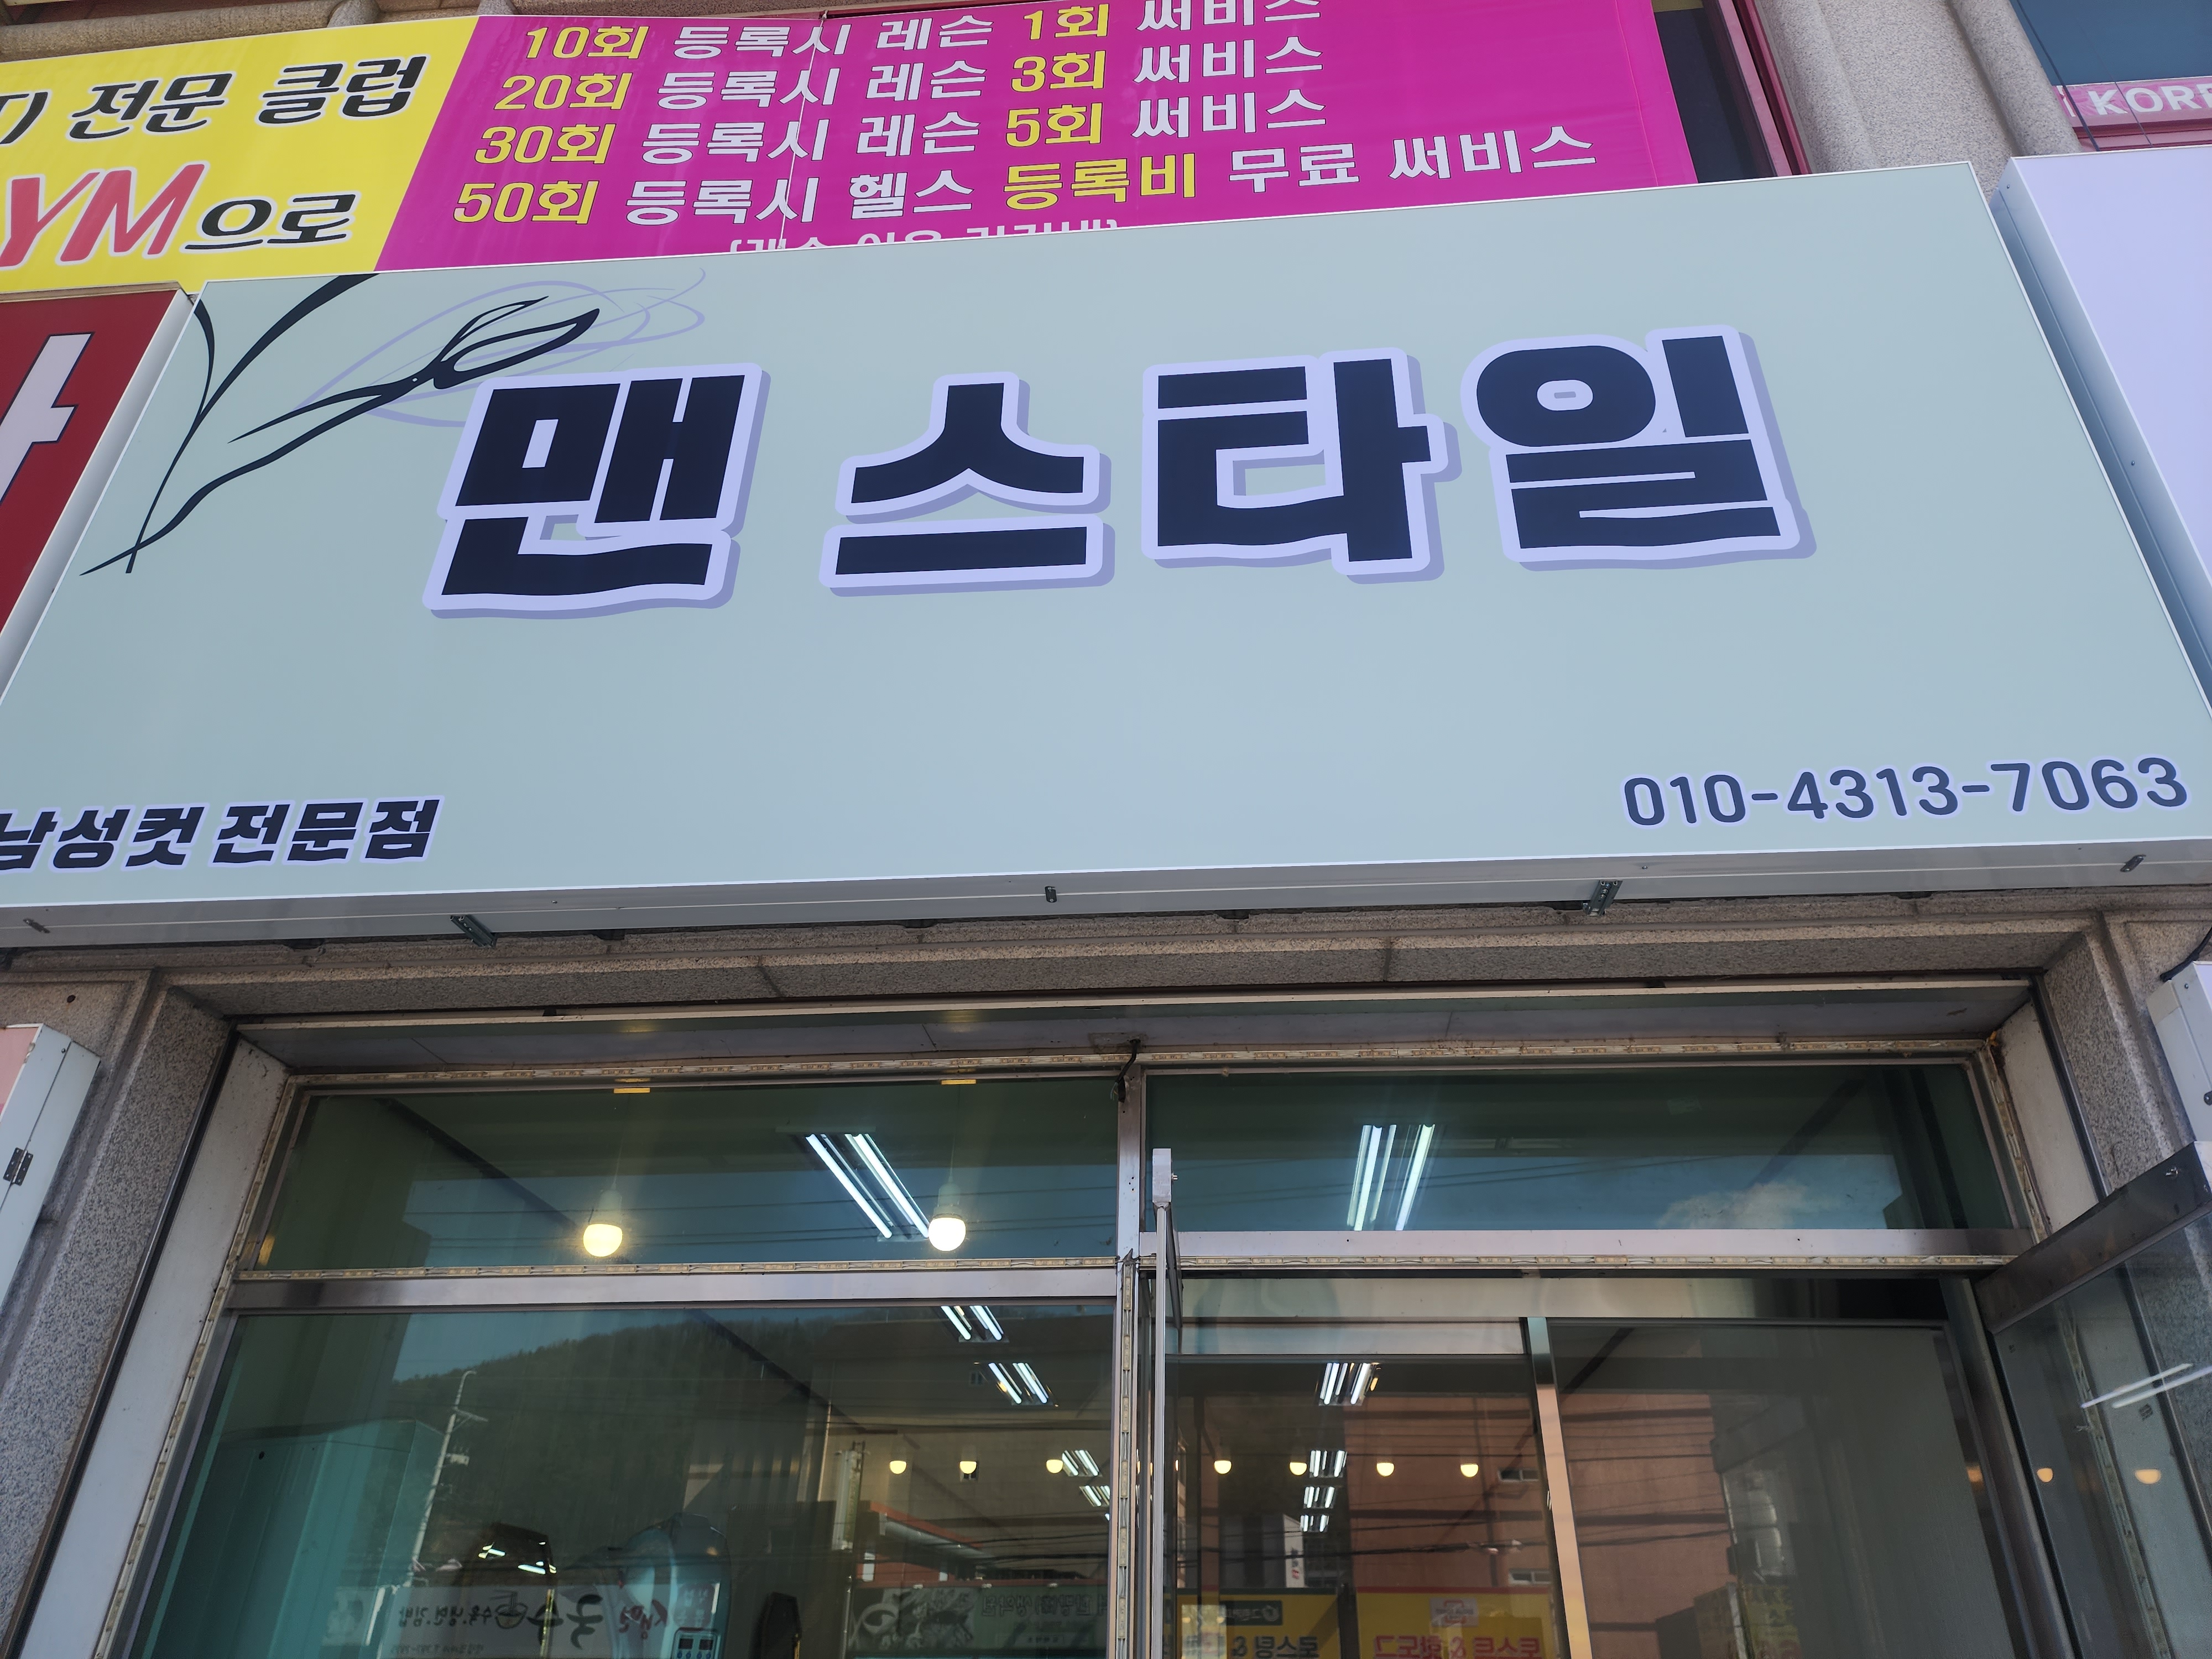 전문 클럽
YM으로
10회 등록시 레슨 1회 써비스
20회 등록시 레슨 3회 써비스
30회 등록시 레슨 5회 써비스
50회 등록시 헬스 등록비 무료 써비스
KORE
맨 스타일
남성컷 전문점
010-4313-7063